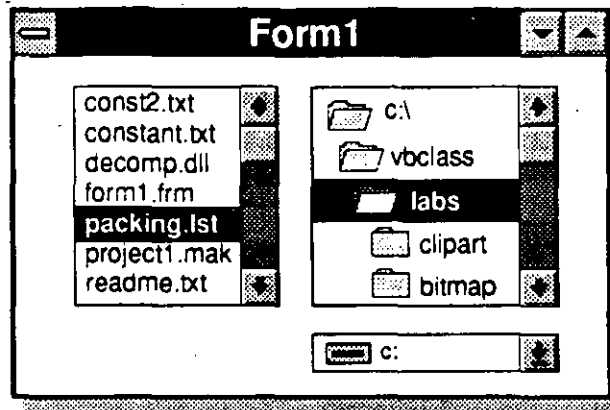 Form1
const2.txt
constant.txt
decomp.dll
form1.frm
packing.lst
project1.mak
readme.txt
c:\
vbclass
labs
clipart
bitmap
c: